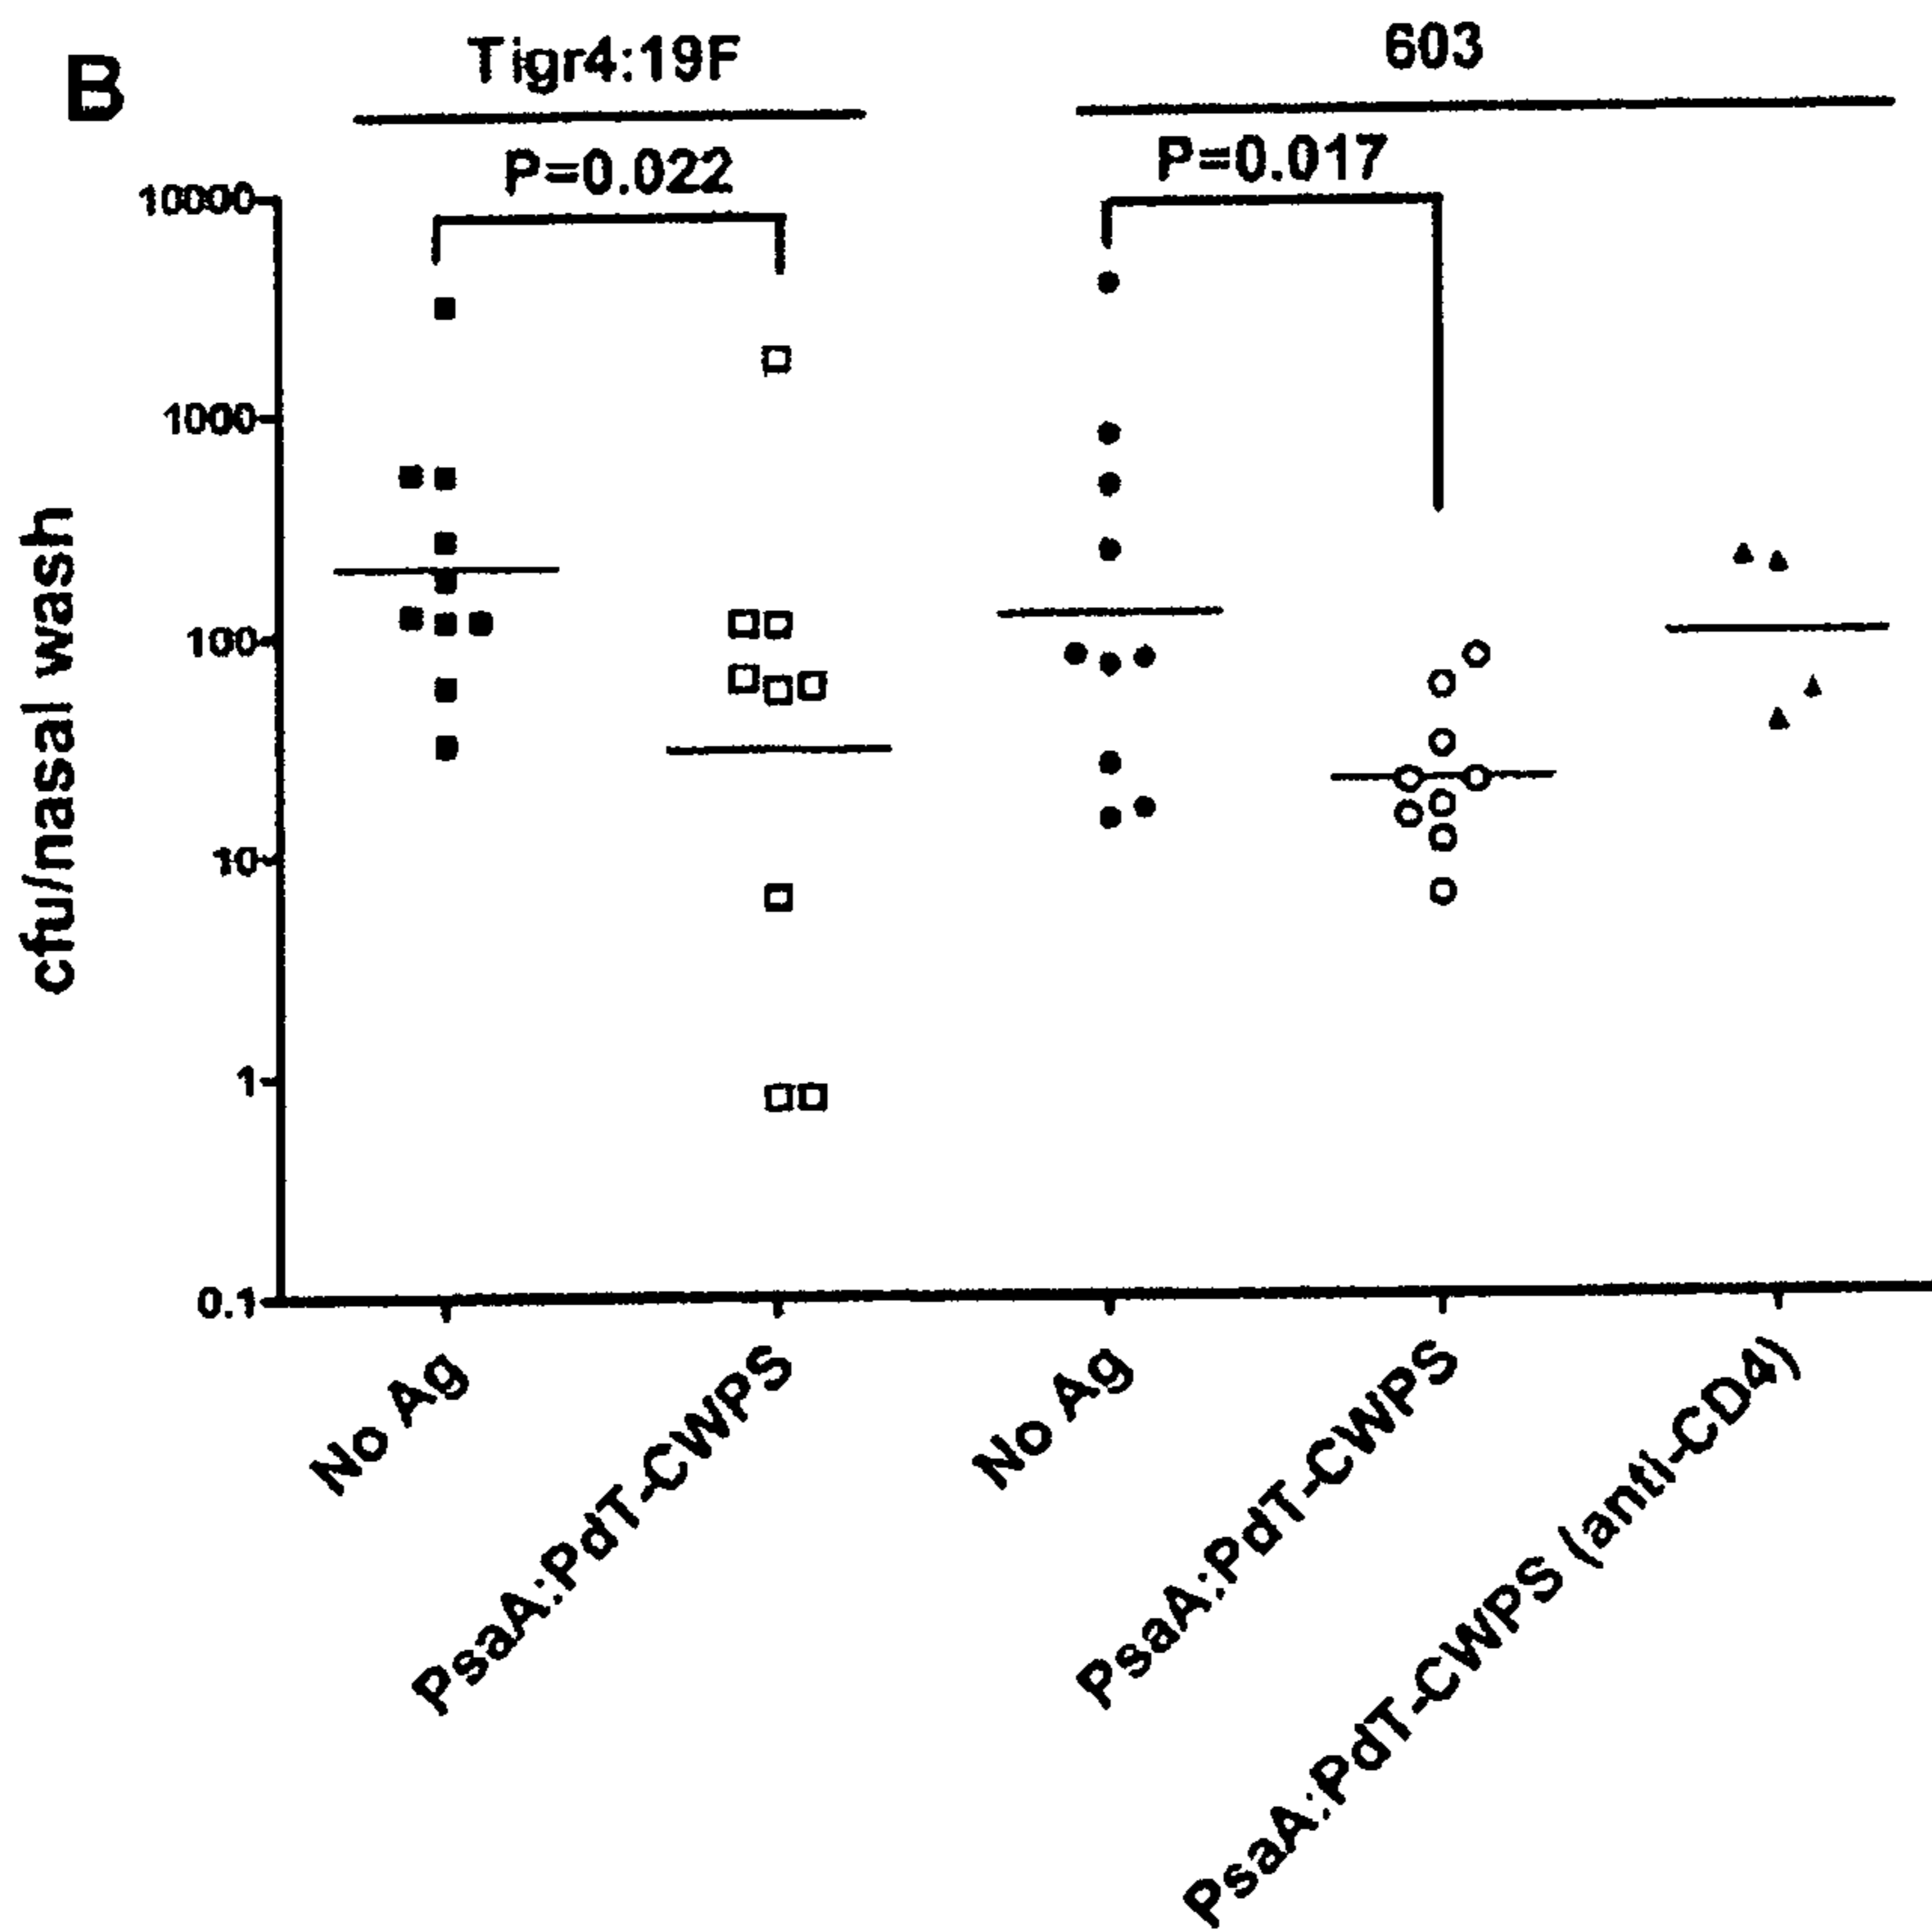 B
Tigr4:19F
603
P=0.022
P=0.017
10000
1000
100
10
1
0.1
cfu/nasal wash
No Ag
PsaA:PdT-CWPS
No Ag
PsaA:PdT-CWPS
PsaA:PdT-CWPS (anti-CD4)